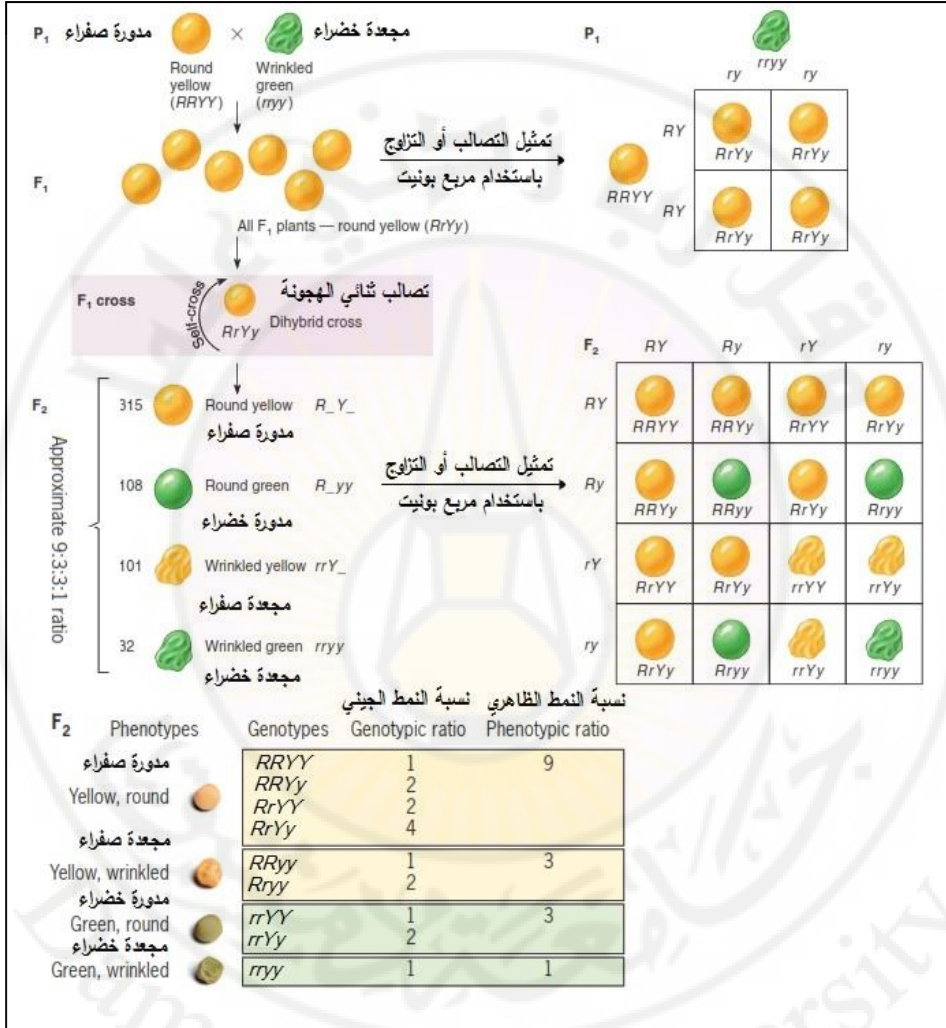 P1 مدورة صفراء × مجعدة خضراء
Round yellow (RRYY)
Wrinkled green (rryy)
F1
All F1 plants — round yellow (RrYy)
تمثيل التصالب أو التزاوج
باستخدام مربع بونيت
P1
rryy
ry ry
RRYY
RY RrYy RrYy
RY RrYy RrYy
F1 cross
Self-cross
RrYy
تصالب ثنائي الهجونة
Dihybrid cross
F2
Approximate 9:3:3:1 ratio
315 Round yellow R_Y_
مدورة صفراء
108 Round green R_yy
مدورة خضراء
101 Wrinkled yellow rrY_
مجعدة صفراء
32 Wrinkled green rryy
مجعدة خضراء
تمثيل التصالب أو التزاوج
باستخدام مربع بونيت
F2 RY Ry rY ry
RY RRYY RRYy RrYY RrYy
Ry RRYy RRyy RrYy Rryy
rY RrYY RrYy rrYY rrYy
ry RrYy Rryy rrYy rryy
نسبة النمط الجيني نسبة النمط الظاهري
F2 Phenotypes Genotypes Genotypic ratio Phenotypic ratio
مدورة صفراء
Yellow, round
RRYY 1 9
RRYy 2
RrYY 2
RrYy 4
مجعدة صفراء
Yellow, wrinkled
RRyy 1 3
Rryy 2
مدورة خضراء
Green, round
rrYY 1 3
rrYy 2
مجعدة خضراء
Green, wrinkled
rryy 1 1